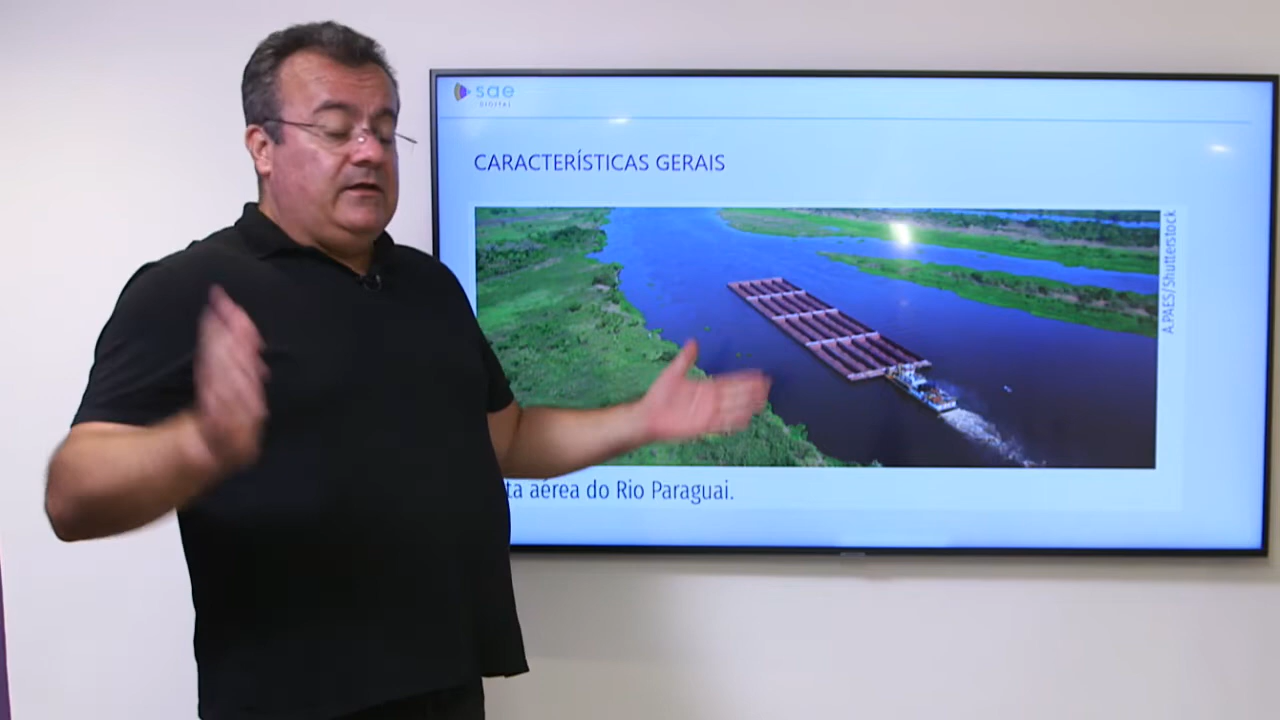 sae
DIGITAL
CARACTERÍSTICAS GERAIS
A.PAES/Shutterstock
ta aérea do Rio Paraguai.